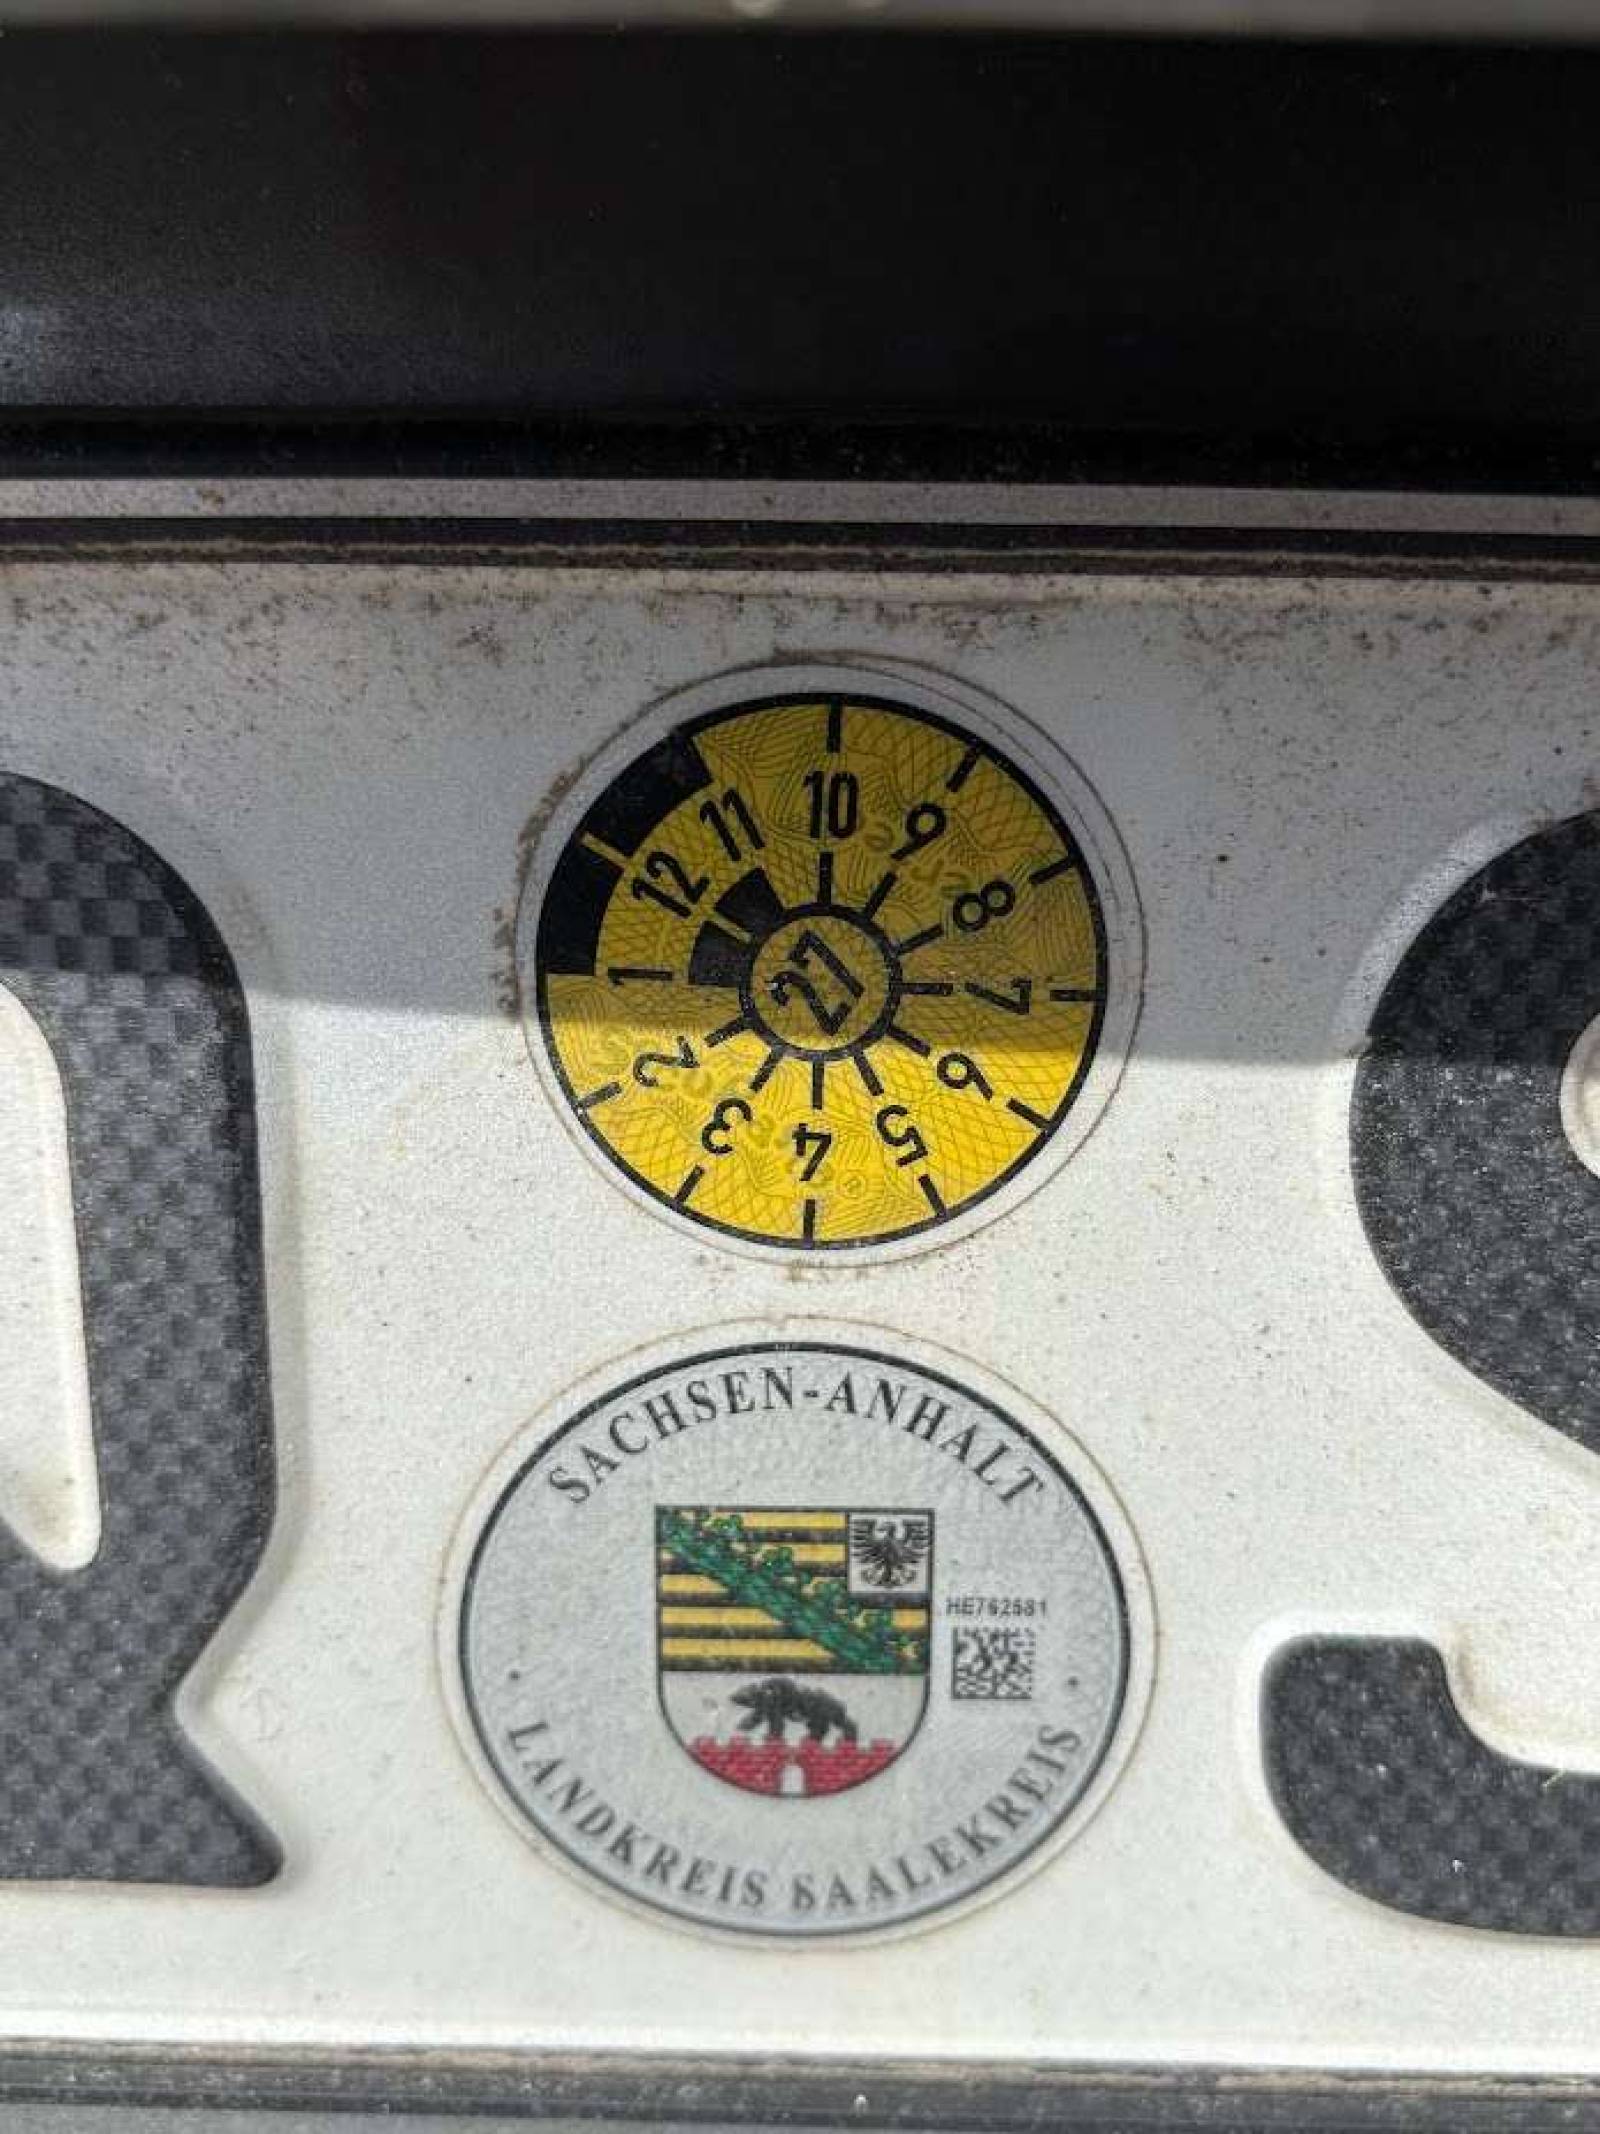 10
9
8
7
6
5
4
3
2
1
12
11
27
SACHSEN-ANHALT
HE762581
LANDKREIS SAALEKREIS
Q
S